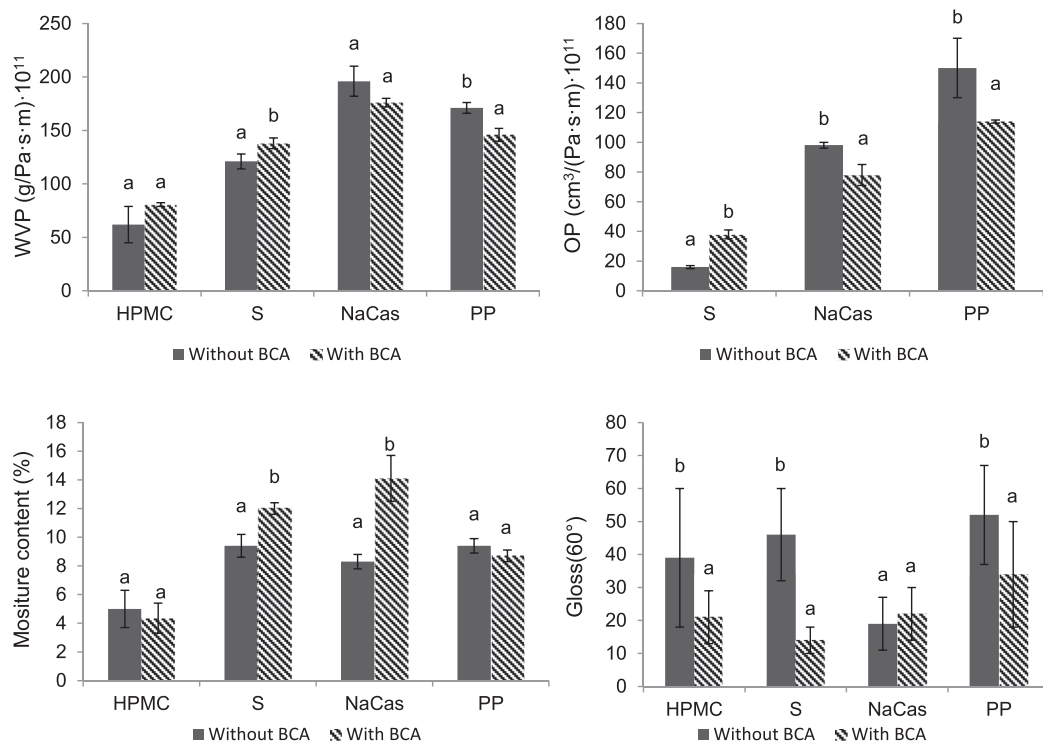 WVP (g/Pa·s·m)·10¹¹
250
200
150
100
50
0
a a a b a a b a
HPMC S NaCas PP
Without BCA With BCA
OP (cm³/(Pa·s·m)·10¹¹
180
160
140
120
100
80
60
40
20
0
a b b a b a
S NaCas PP
Without BCA With BCA
Mositure content (%)
18
16
14
12
10
8
6
4
2
0
a a a b a b a a
HPMC S NaCas PP
Without BCA With BCA
Gloss(60°)
80
70
60
50
40
30
20
10
0
b a b a a a b a
HPMC S NaCas PP
Without BCA With BCA